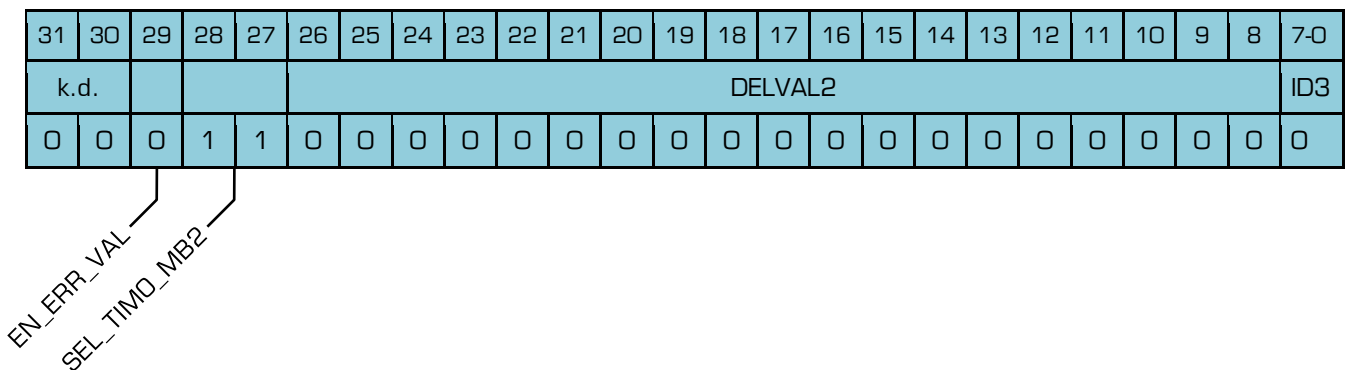 31 30 29 28 27 26 25 24 23 22 21 20 19 18 17 16 15 14 13 12 11 10 9 8 7-0
k.d. DELVAL2 ID3
0 0 0 1 1 0 0 0 0 0 0 0 0 0 0 0 0 0 0 0 0 0 0 0 0
EN_ERR_VAL
SEL_TIMO_MB2